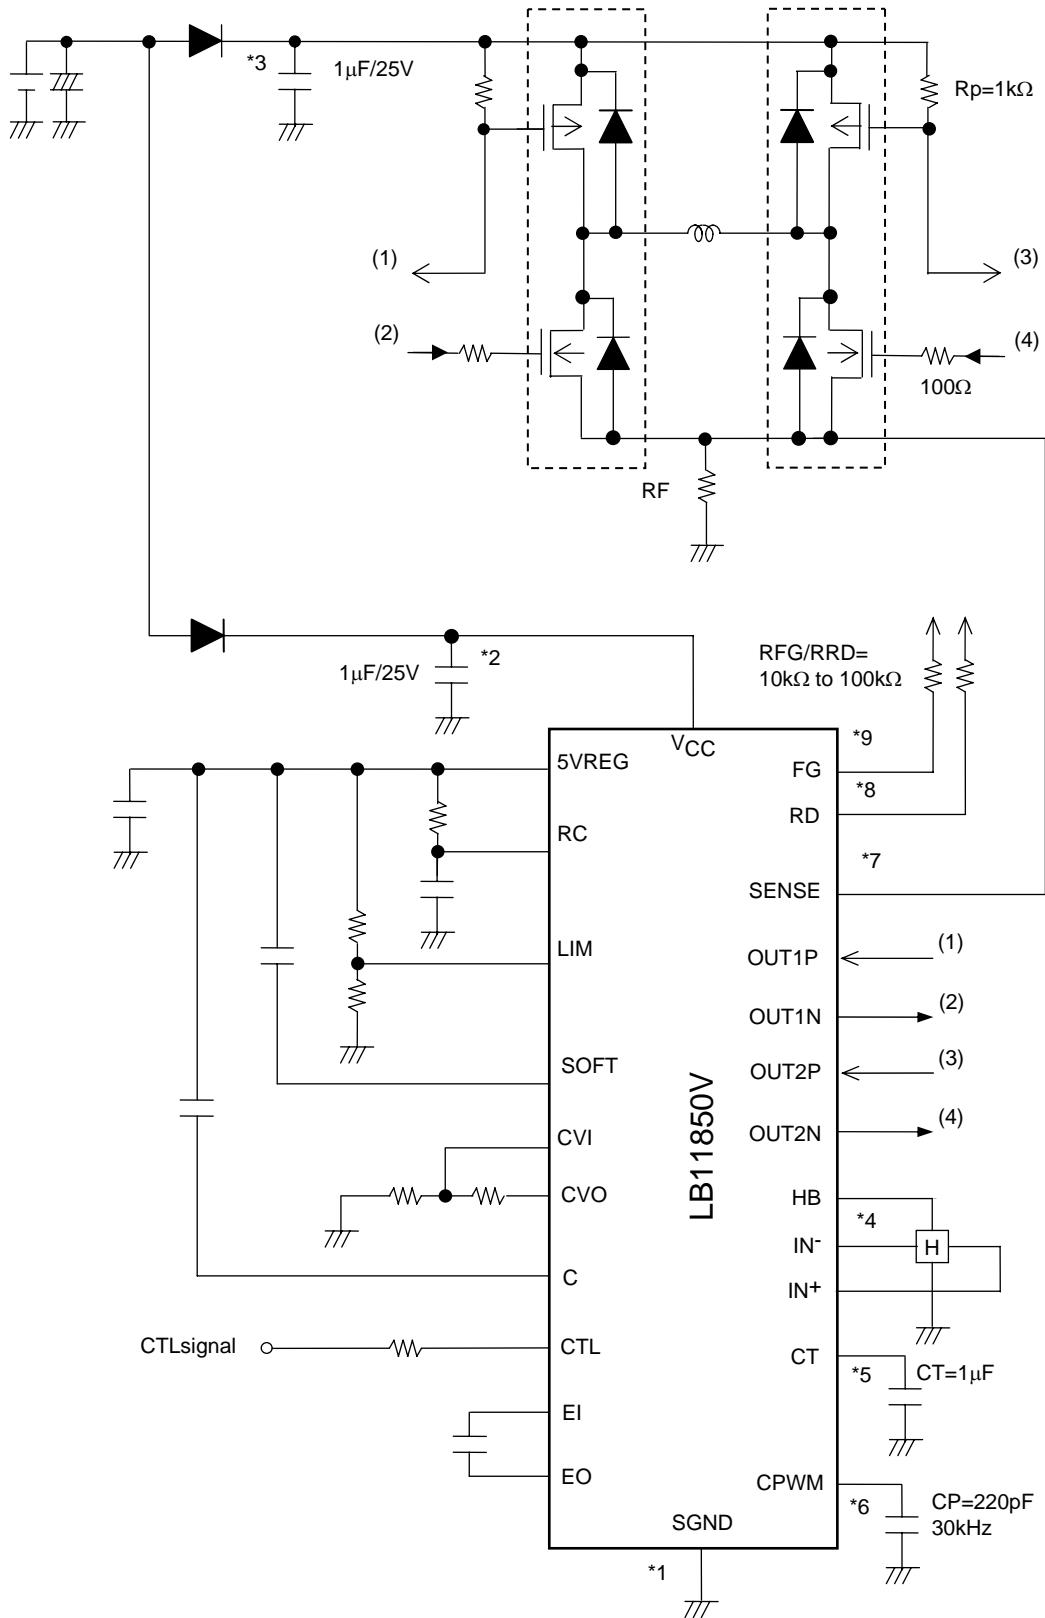 *3
1μF/25V
Rp=1kΩ
(1)
(3)
(2)
(4)
100Ω
RF
1μF/25V
*2
RFG/RRD=
10kΩ to 100kΩ
VCC
*9
5VREG
FG
*8
RD
RC
*7
SENSE
LIM
OUT1P
(1)
OUT1N
(2)
SOFT
OUT2P
(3)
LB11850V
OUT2N
(4)
CVI
CVO
HB
*4
IN-
H
C
IN+
CTLsignal
CTL
CT
*5
CT=1μF
EI
EO
CPWM
*6
CP=220pF
30kHz
SGND
*1